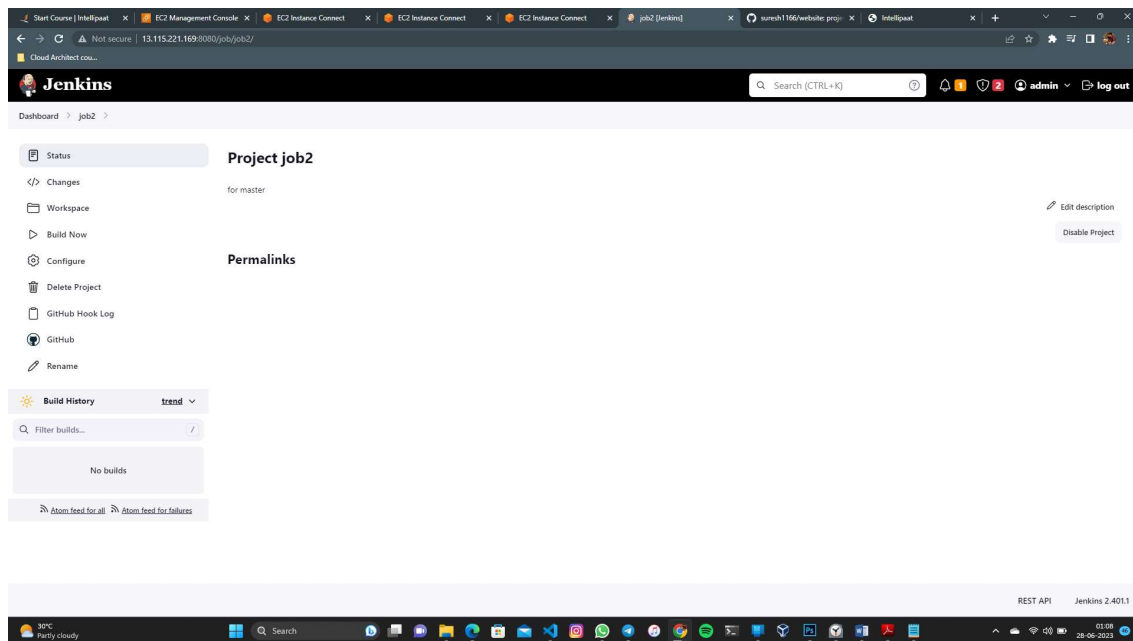 Start Course | Intellipaat
EC2 Management Console
EC2 Instance Connect
EC2 Instance Connect
EC2 Instance Connect
job2 [Jenkins]
suresh1166/website: proje
Intellipaat
Not secure | 13.115.221.169:8080/job/job2/
Cloud Architect cou...
Jenkins
Search (CTRL+K)
1
2
admin
log out
Dashboard > job2 >
Status
Changes
Workspace
Build Now
Configure
Delete Project
GitHub Hook Log
GitHub
Rename
Build History
trend
Filter builds...
/
No builds
Atom feed for all
Atom feed for failures
Project job2
for master
Edit description
Disable Project
Permalinks
REST API
Jenkins 2.401.1
30°C
Partly cloudy
Search
01:08
28-06-2023